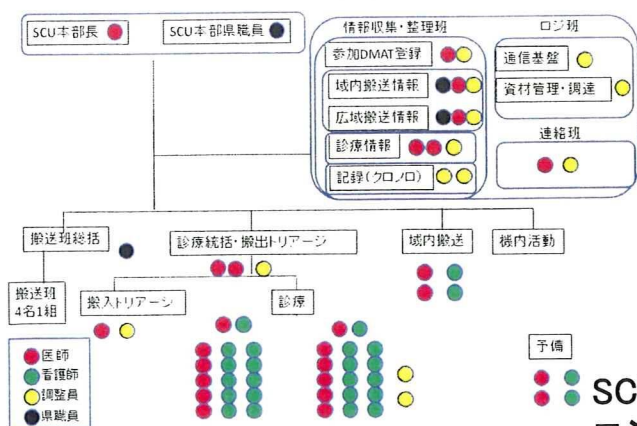 SCU本部長
SCU本部県職員
情報収集・整理班
参加DMAT登録
域内搬送情報
広域搬送情報
診療情報
記録(クロノロ)
ロジ班
通信基盤
資材管理・調達
連絡班
搬送班総括
診療統括・搬出トリアージ
域内搬送
機内活動
搬送班
4名1組
搬入トリアージ
診療
医師
看護師
調整員
県職員
予備
SC